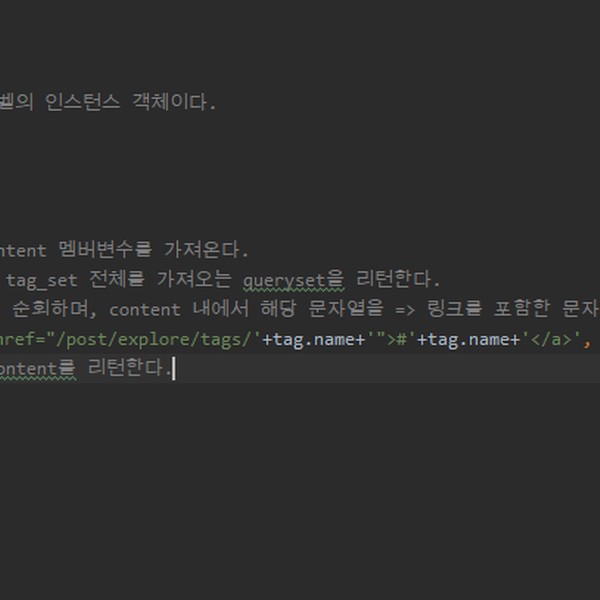 벨의 인스턴스 객체이다.
ntent 멤버변수를 가져온다.
tag_set 전체를 가져오는 queryset을 리턴한다.
순회하며, content 내에서 해당 문자열을 => 링크를 포함한 문자
href="/post/explore/tags/'+tag.name+'">#'+tag.name+'</a>',
ontent를 리턴한다.